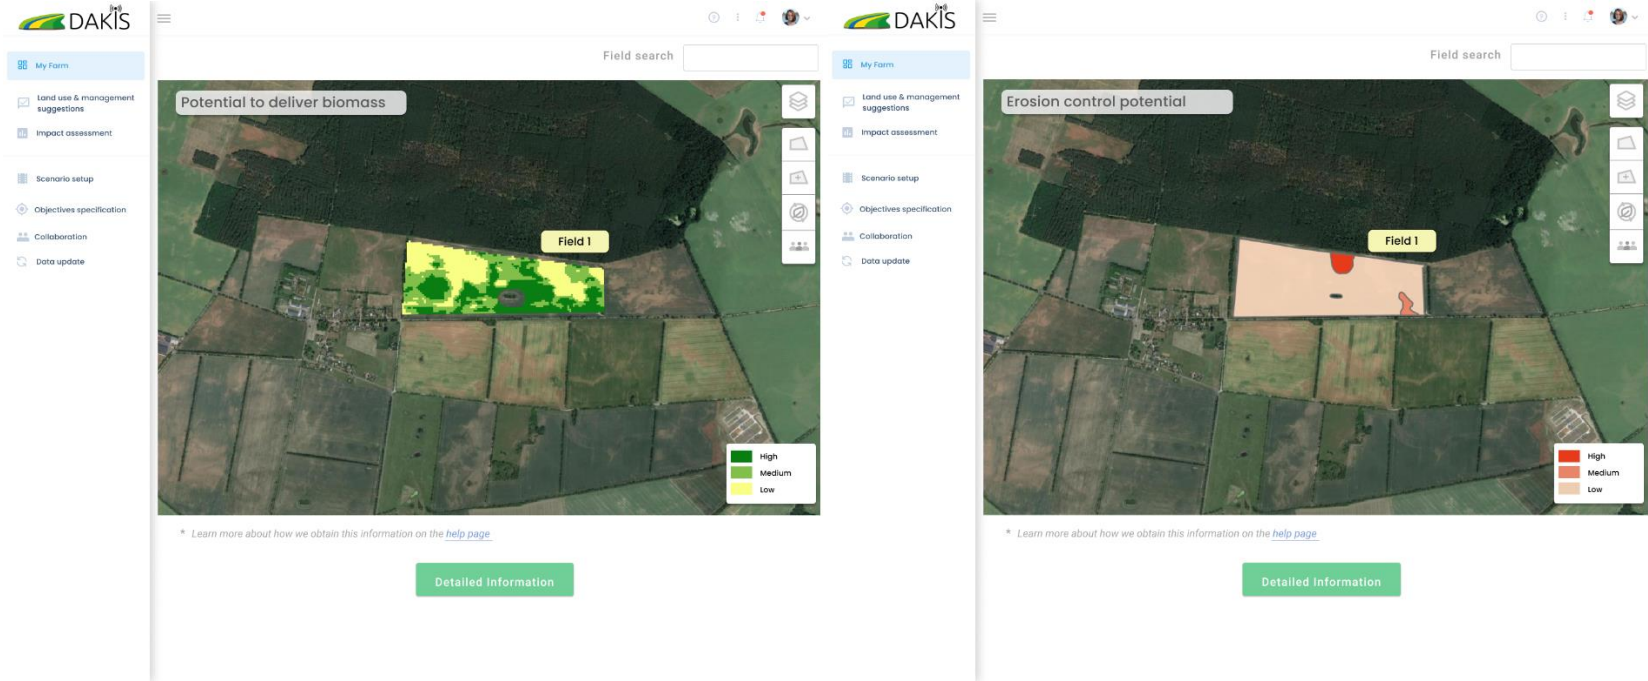 DAKIS
My Farm
Land use & management
suggestions
Impact assessment
Scenario setup
Objectives specification
Collaboration
Data update
Field search
Potential to deliver biomass
Field 1
High
Medium
Low
* Learn more about how we obtain this information on the help page
Detailed Information
DAKIS
My Farm
Land use & management
suggestions
Impact assessment
Scenario setup
Objectives specification
Collaboration
Data update
Field search
Erosion control potential
Field 1
High
Medium
Low
* Learn more about how we obtain this information on the help page
Detailed Information